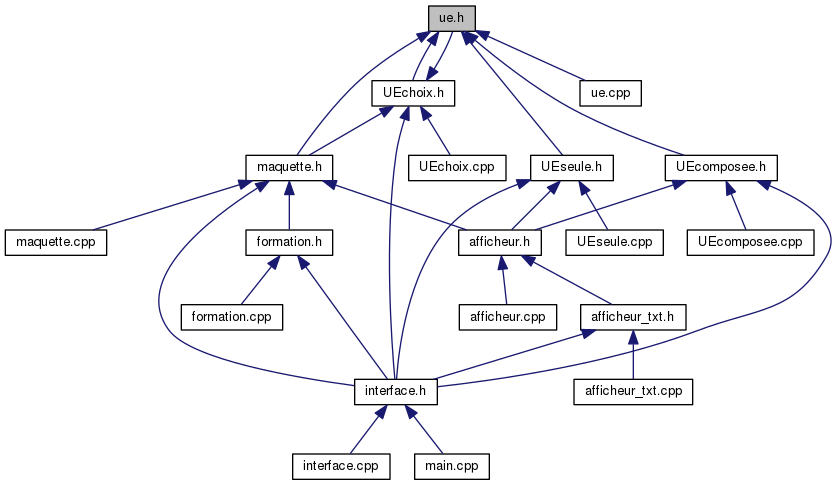 ue.h
UEchoix.h
ue.cpp
maquette.h
UEchoix.cpp
UEseule.h
UEcomposee.h
maquette.cpp
formation.h
afficheur.h
UEseule.cpp
UEcomposee.cpp
formation.cpp
afficheur.cpp
afficheur_txt.h
interface.h
afficheur_txt.cpp
interface.cpp
main.cpp